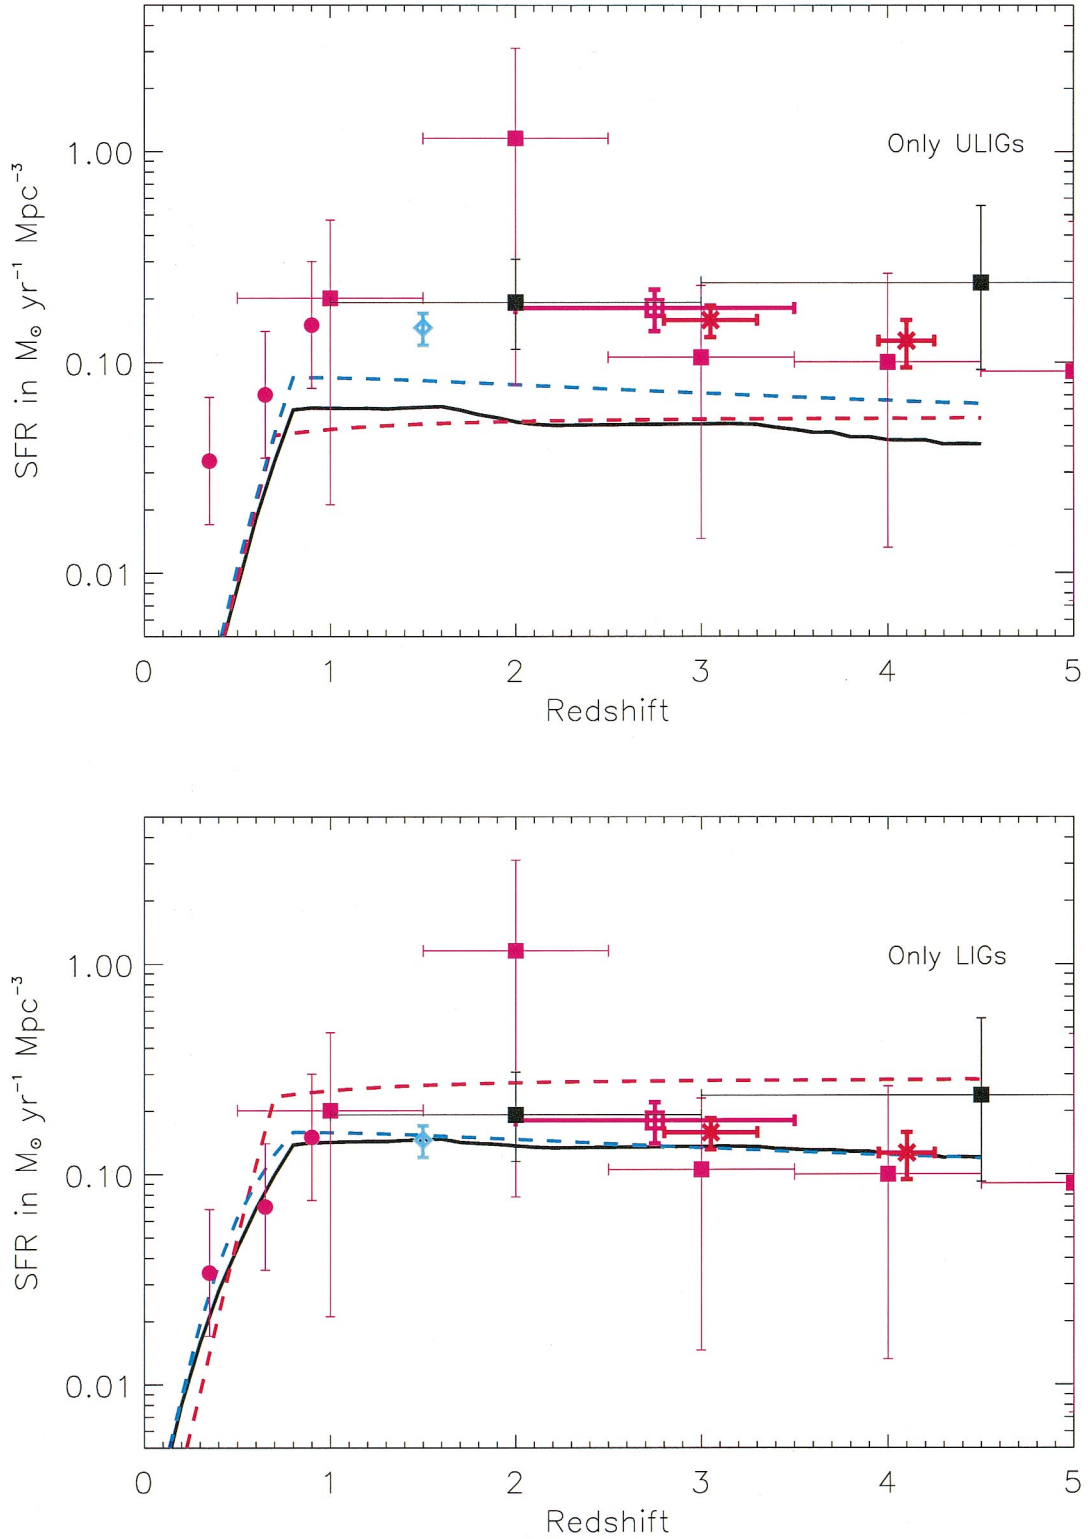 Only ULIGs
1.00
0.10
0.01
SFR in M⊙ yr⁻¹ Mpc⁻³
0 1 2 3 4 5
Redshift
Only LIGs
1.00
0.10
0.01
SFR in M⊙ yr⁻¹ Mpc⁻³
0 1 2 3 4 5
Redshift